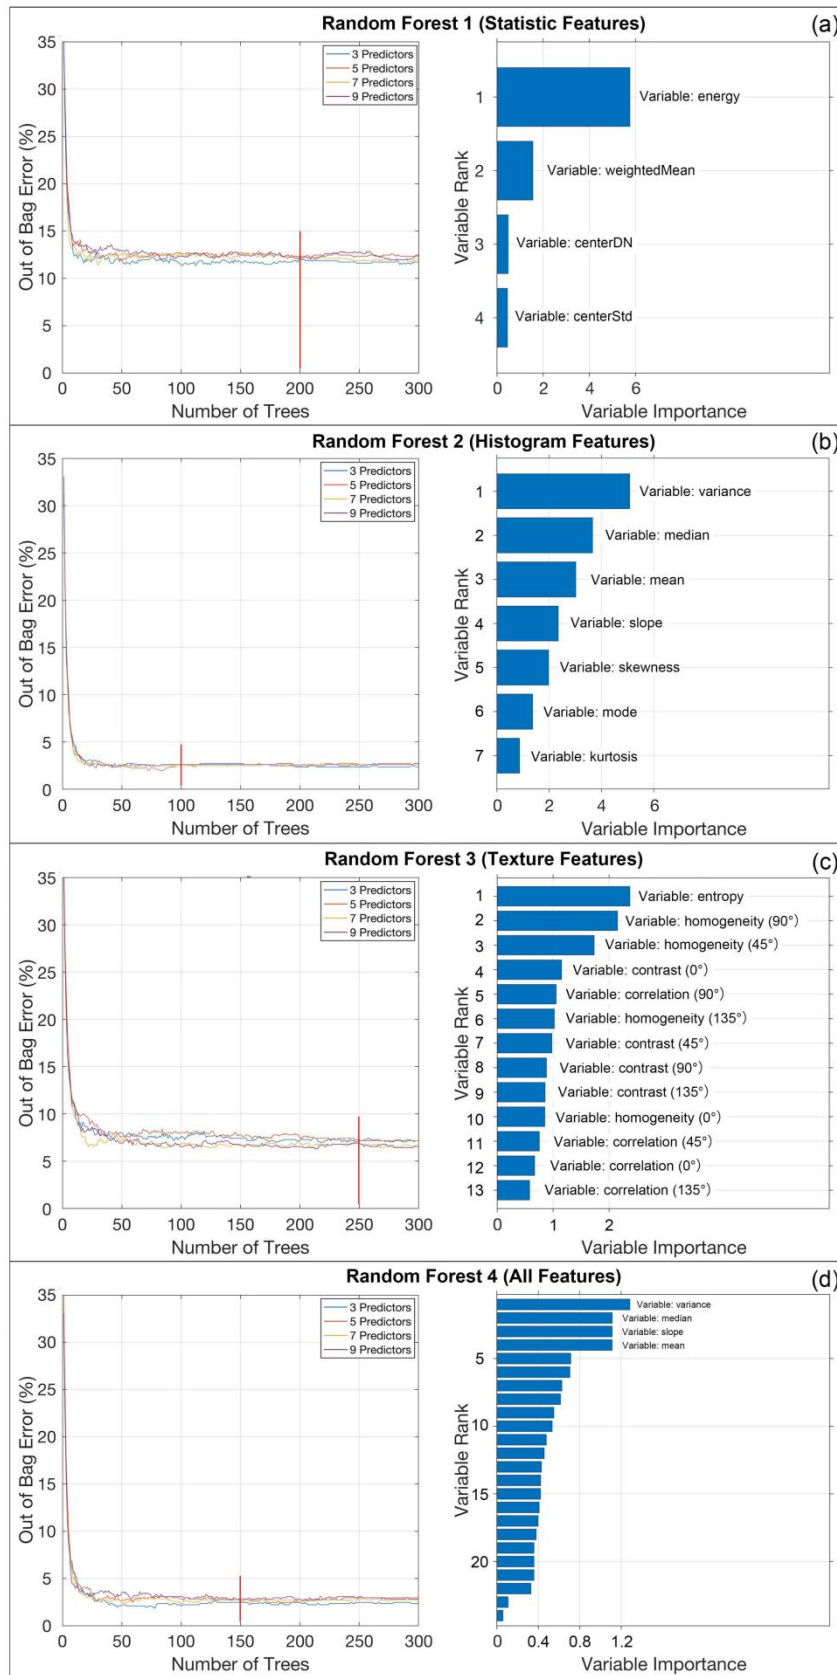 Random Forest 1 (Statistic Features)
(a)
35
30
25
20
15
10
5
0
Out of Bag Error (%)
3 Predictors
5 Predictors
7 Predictors
9 Predictors
0 50 100 150 200 250 300
Number of Trees
Variable Rank
1 Variable: energy
2 Variable: weightedMean
3 Variable: centerDN
4 Variable: centerStd
0 2 4 6
Variable Importance
Random Forest 2 (Histogram Features)
(b)
35
30
25
20
15
10
5
0
Out of Bag Error (%)
3 Predictors
5 Predictors
7 Predictors
9 Predictors
0 50 100 150 200 250 300
Number of Trees
Variable Rank
1 Variable: variance
2 Variable: median
3 Variable: mean
4 Variable: slope
5 Variable: skewness
6 Variable: mode
7 Variable: kurtosis
0 2 4 6
Variable Importance
Random Forest 3 (Texture Features)
(c)
35
30
25
20
15
10
5
0
Out of Bag Error (%)
3 Predictors
5 Predictors
7 Predictors
9 Predictors
0 50 100 150 200 250 300
Number of Trees
Variable Rank
1 Variable: entropy
2 Variable: homogeneity (90°)
3 Variable: homogeneity (45°)
4 Variable: contrast (0°)
5 Variable: correlation (90°)
6 Variable: homogeneity (135°)
7 Variable: contrast (45°)
8 Variable: contrast (90°)
9 Variable: contrast (135°)
10 Variable: homogeneity (0°)
11 Variable: correlation (45°)
12 Variable: correlation (0°)
13 Variable: correlation (135°)
0 1 2
Variable Importance
Random Forest 4 (All Features)
(d)
35
30
25
20
15
10
5
0
Out of Bag Error (%)
3 Predictors
5 Predictors
7 Predictors
9 Predictors
0 50 100 150 200 250 300
Number of Trees
Variable Rank
Variable: variance
Variable: median
Variable: slope
Variable: mean
5
10
15
20
0 0.4 0.8 1.2
Variable Importance